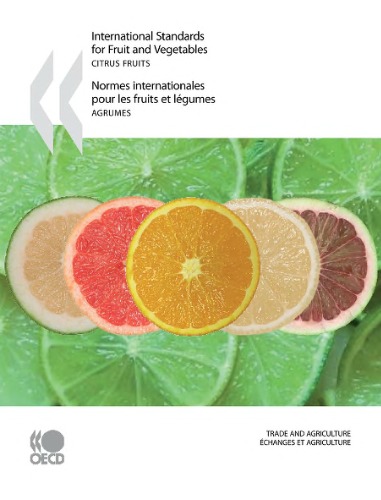 International Standards
for Fruit and Vegetables
CITRUS FRUITS
Normes internationales
pour les fruits et légumes
AGRUMES
TRADE AND AGRICULTURE
ÉCHANGES ET AGRICULTURE
OECD